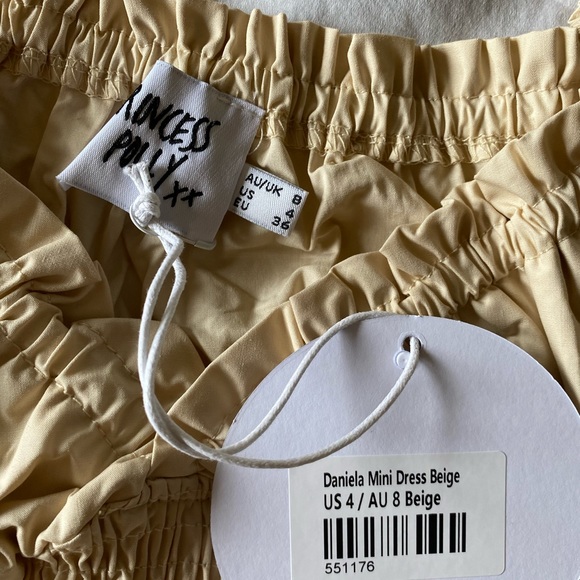 PRINCESS
POLLY xx
AU/UK 8
US 4
EU 36
Daniela Mini Dress Beige
US 4 / AU 8 Beige
551176